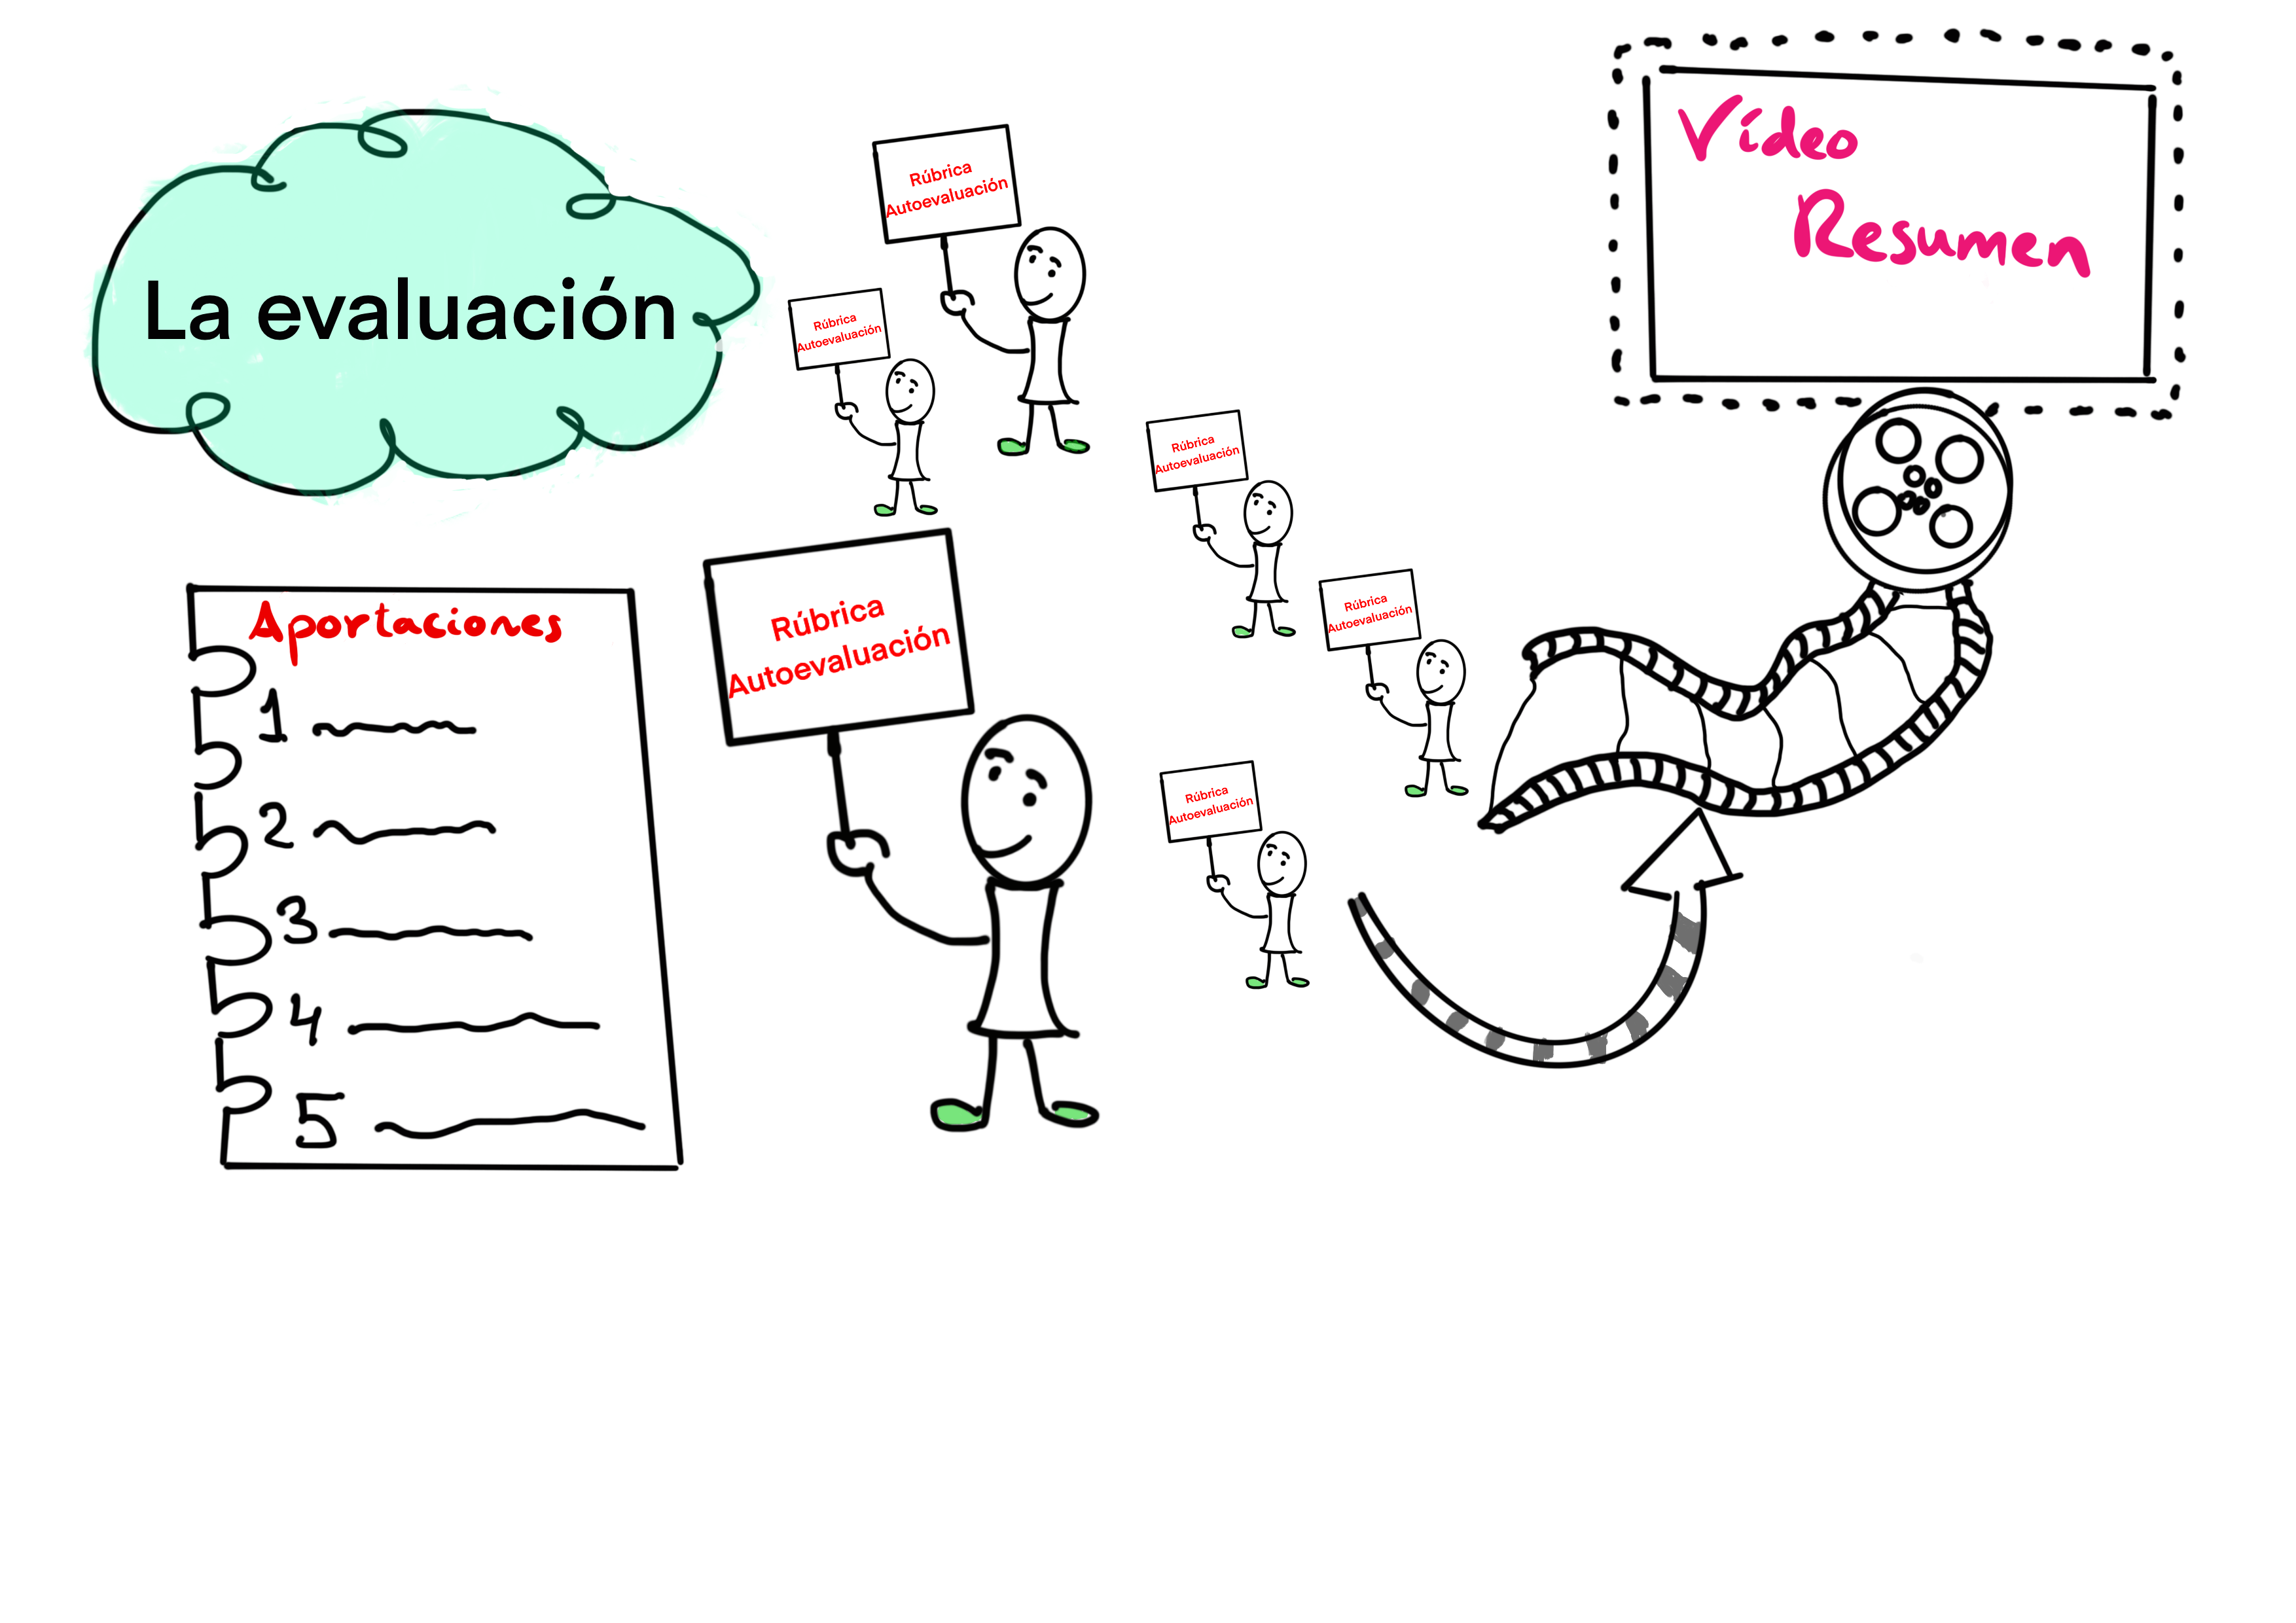 La evaluación
Rúbrica
Autoevaluación
Rúbrica
Autoevaluación
Rúbrica
Autoevaluación
Rúbrica
Autoevaluación
Rúbrica
Autoevaluación
Rúbrica
Autoevaluación
Aportaciones
1
2
3
4
5
Vídeo
Resumen